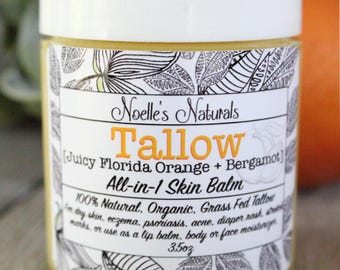 Noelle's Naturals
Tallow
[Juicy Florida Orange + Bergamot]
All-in-1 Skin Balm
100% Natural, Organic, Grass Fed Tallow
For dry skin, eczema, psoriasis, acne, diaper rash, stretch
marks, or use as a lip balm, body or face moisturizer.
3.5oz